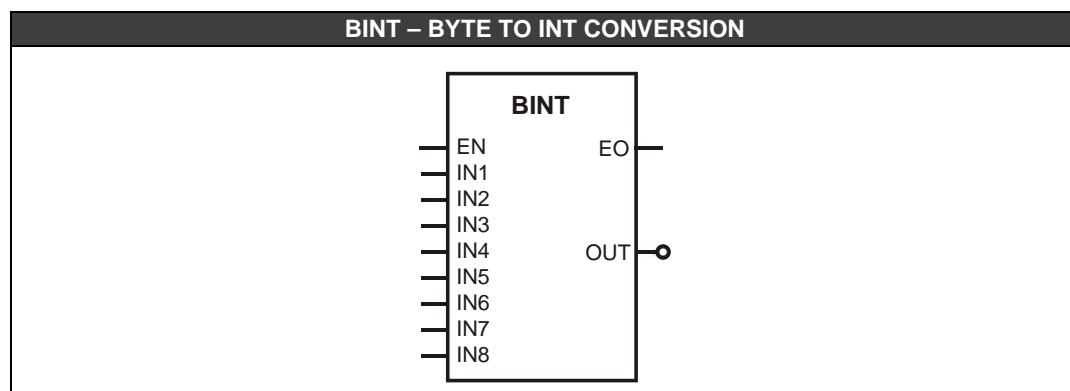 BINT – BYTE TO INT CONVERSION
BINT
EN EO
IN1
IN2
IN3
IN4 OUT
IN5
IN6
IN7
IN8